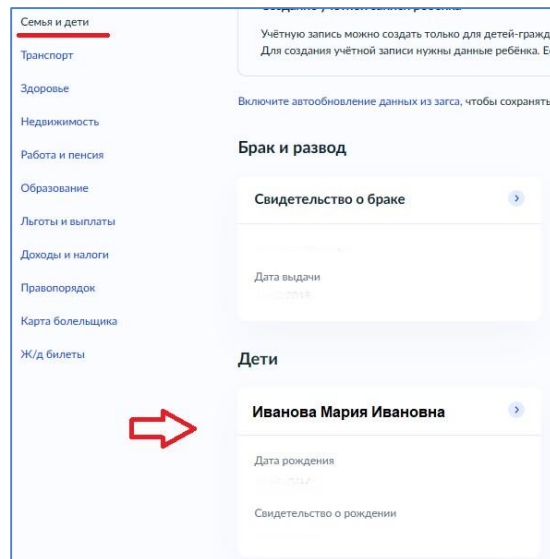 Семья и дети
Транспорт
Здоровье
Недвижимость
Работа и пенсия
Образование
Льготы и выплаты
Доходы и налоги
Правопорядок
Карта болельщика
Ж/д билеты
Учётную запись можно создать только для детей-гражд
Для создания учётной записи нужны данные ребёнка. Е
Включите автообновление данных из загса, чтобы сохранять
Брак и развод
Свидетельство о браке
Дата выдачи
Дети
Иванова Мария Ивановна
Дата рождения
Свидетельство о рождении